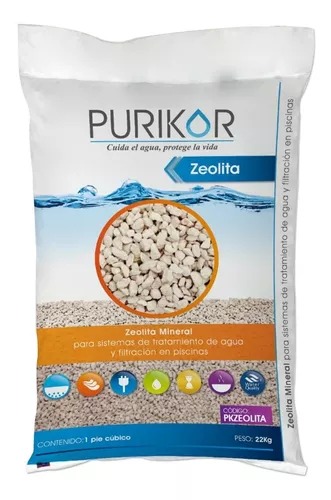 PURIKOR
Cuida el agua, protege la vida
Zeolita
Zeolita Mineral
para sistemas de tratamiento de agua
y filtración en piscinas
Water Quality
CÓDIGO:
PKZEOLITA
CONTENIDO: 1 pie cúbico
PESO: 22Kg
Zeolita Mineral para sistemas de tratamiento de agua y filtración en piscinas